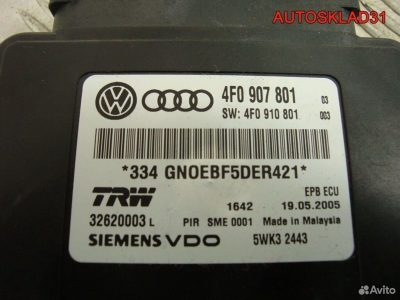 AUTOSKLAD31
4F0 907 801 03
SW: 4F0 910 801 003
*334 GNOEBF5DER421*
TRW 1642 EPB ECU
19.05.2005
32620003 L PIR SME 0001 Made in Malaysia
SIEMENS VDO 5WK3 2443
Avito